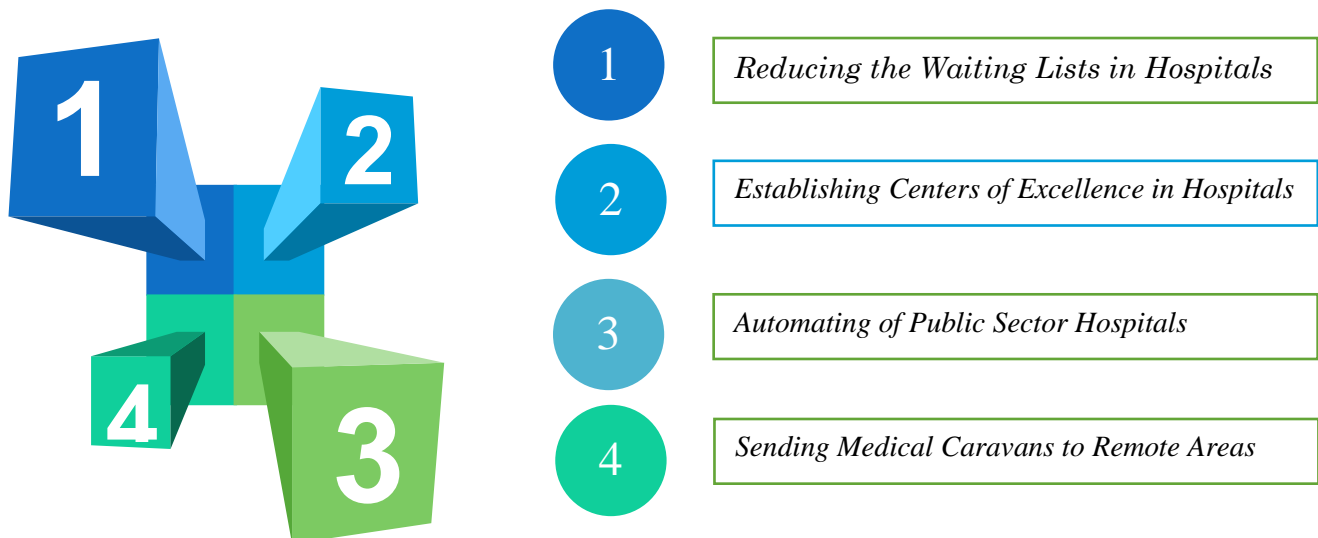 1
2
3
4
1
Reducing the Waiting Lists in Hospitals
2
Establishing Centers of Excellence in Hospitals
3
Automating of Public Sector Hospitals
4
Sending Medical Caravans to Remote Areas